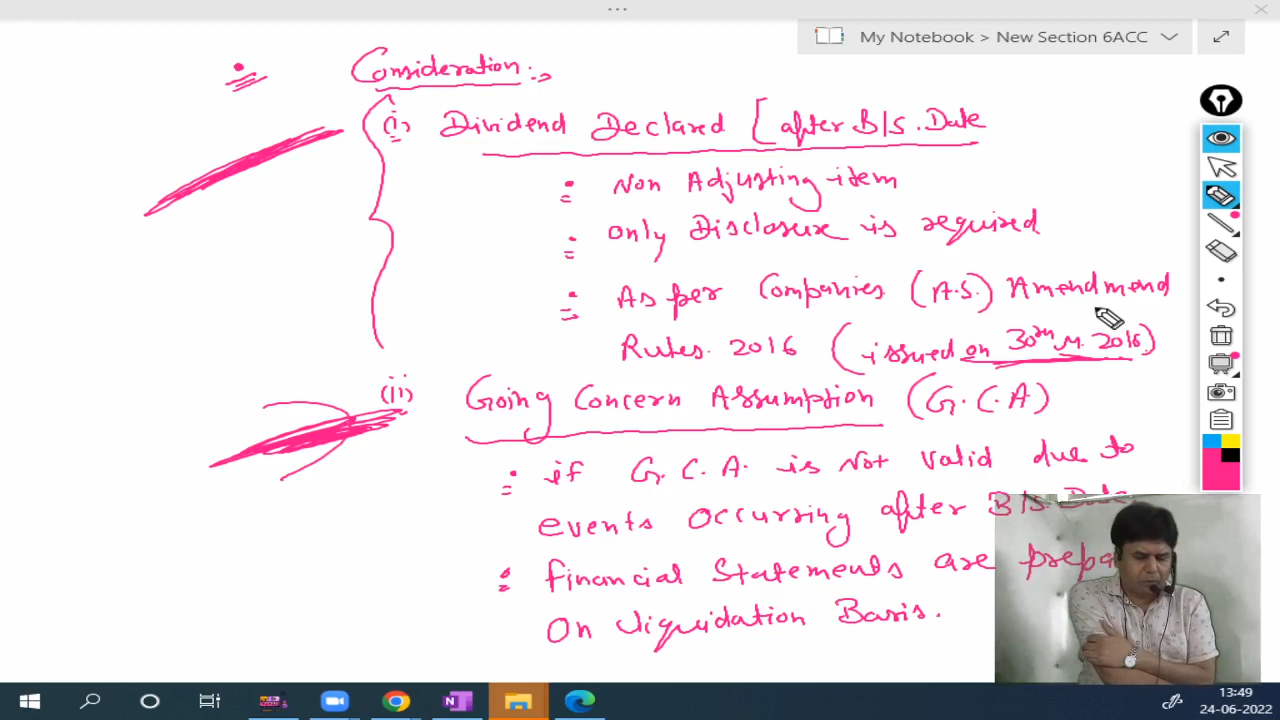 My Notebook > New Section 6ACC
Consideration :-
(i) Dividend Declared [after B/S. Date
Non Adjusting item
only Disclosure is required
As per Companies (A.S.) Amendmend
Rules. 2016 (issued on 30th M. 2016)
(ii) Going Concern Assumption (G.C.A)
if G.C.A. is Not valid due to
events Occurring after B/S. Date.
financial Statements are prepa
On liquidation Basis.
13:49
24-06-2022